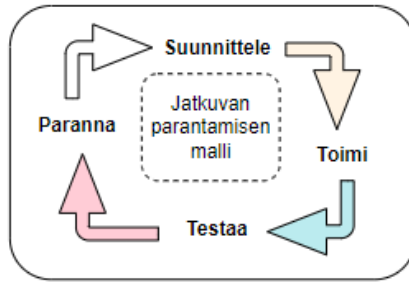 Suunnittele
Jatkuvan
parantamisen
malli
Paranna
Toimi
Testaa